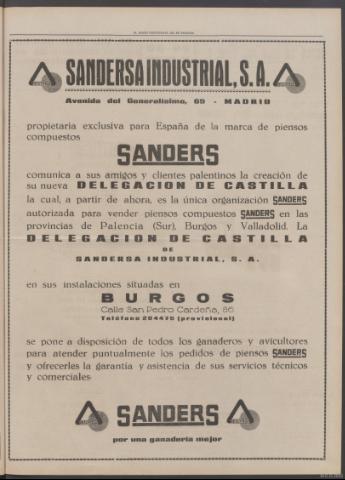 SANDERSA INDUSTRIAL, S. A.
Avenida del Generalísimo, 69 - MADRID
propietaria exclusiva para España de la marca de piensos
compuestos
SANDERS
comunica a sus amigos y clientes palentinos la creación de
su nueva DELEGACION DE CASTILLA
la cual, a partir de ahora, es la única organización SANDERS
autorizada para vender piensos compuestos SANDERS en las
provincias de Palencia (Sur), Burgos y Valladolid. La
DELEGACION DE CASTILLA
DE
SANDERSA INDUSTRIAL, S. A.
en sus instalaciones situadas en
BURGOS
Calle San Pedro Cardeña, 86
Teléfono 204475 (provisional)
se pone a disposición de todos los ganaderos y avicultores
para atender puntualmente los pedidos de piensos SANDERS
y ofrecerles la garantía y asistencia de sus servicios técnicos
y comerciales
SANDERS
por una ganadería mejor